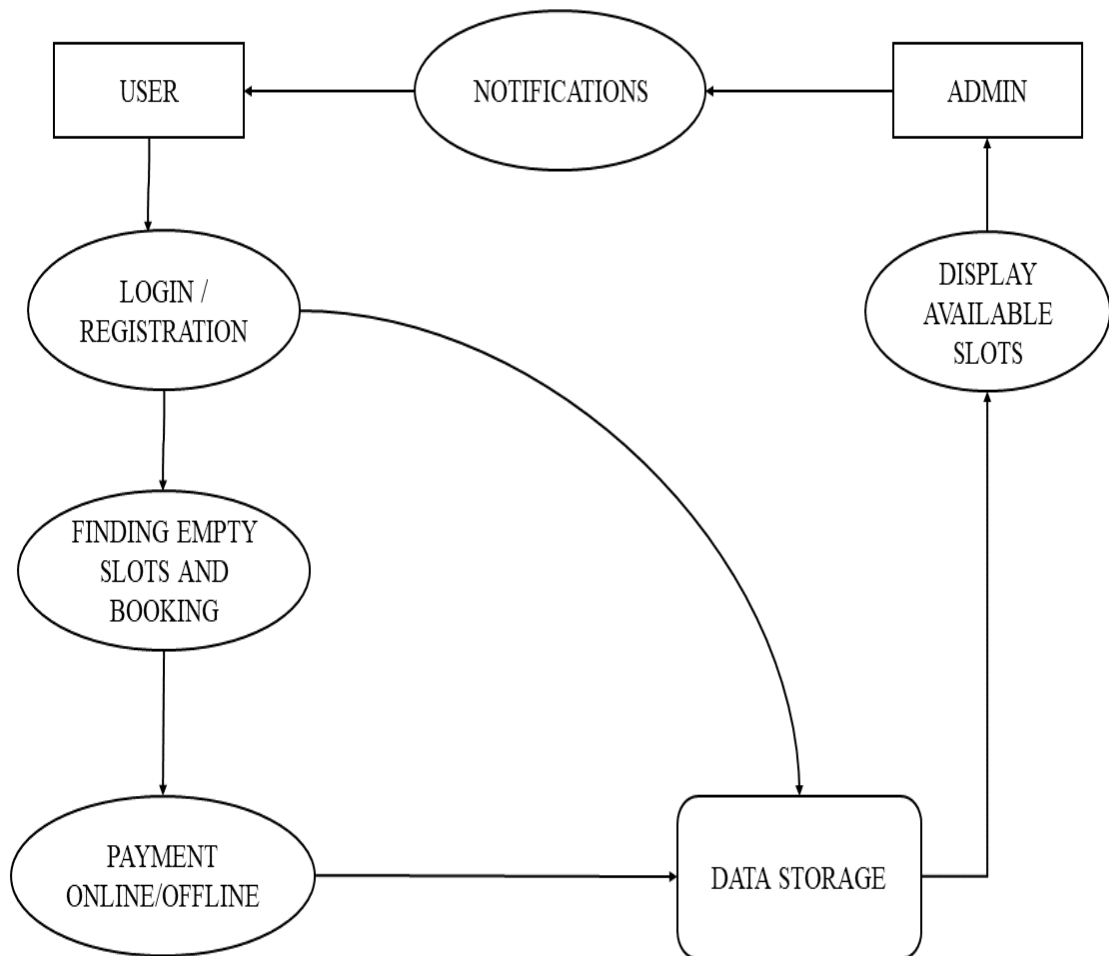 USER
NOTIFICATIONS
ADMIN
LOGIN /
REGISTRATION
DISPLAY
AVAILABLE
SLOTS
FINDING EMPTY
SLOTS AND
BOOKING
PAYMENT
ONLINE/OFFLINE
DATA STORAGE